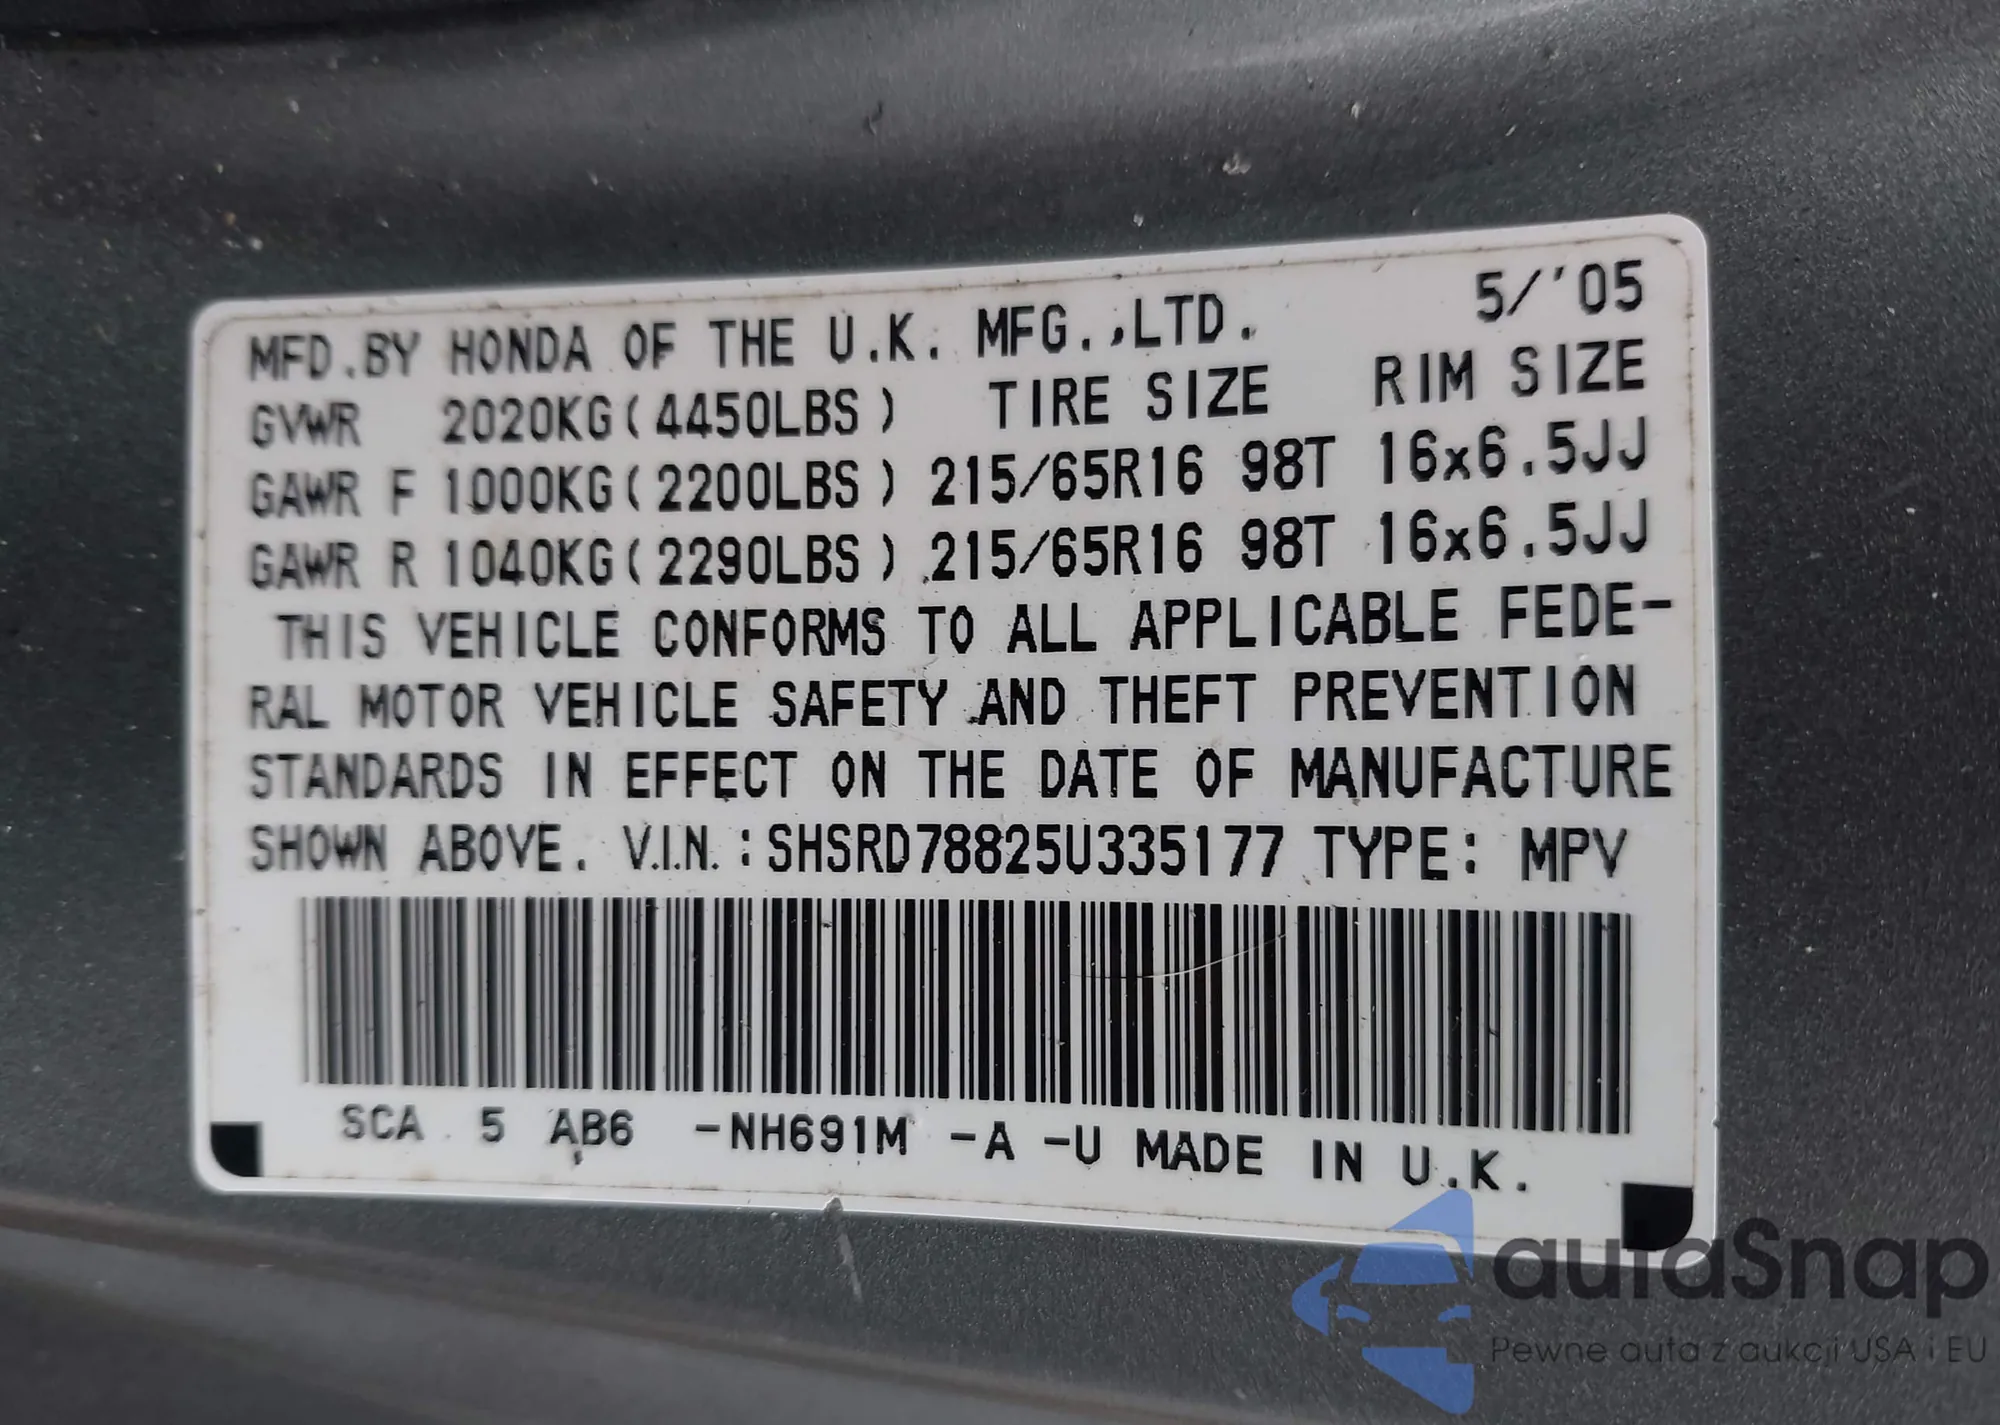 MFD.BY HONDA OF THE U.K. MFG.,LTD. 5/'05
GVWR 2020KG(4450LBS) TIRE SIZE RIM SIZE
GAWR F 1000KG(2200LBS) 215/65R16 98T 16x6.5JJ
GAWR R 1040KG(2290LBS) 215/65R16 98T 16x6.5JJ
THIS VEHICLE CONFORMS TO ALL APPLICABLE FEDE-
RAL MOTOR VEHICLE SAFETY AND THEFT PREVENTION
STANDARDS IN EFFECT ON THE DATE OF MANUFACTURE
SHOWN ABOVE. V.I.N.:SHSRD78825U335177 TYPE: MPV
SCA 5 AB6 -NH691M -A -U MADE IN U.K.
autaSnap
Pewne auta z aukcji USA i EU